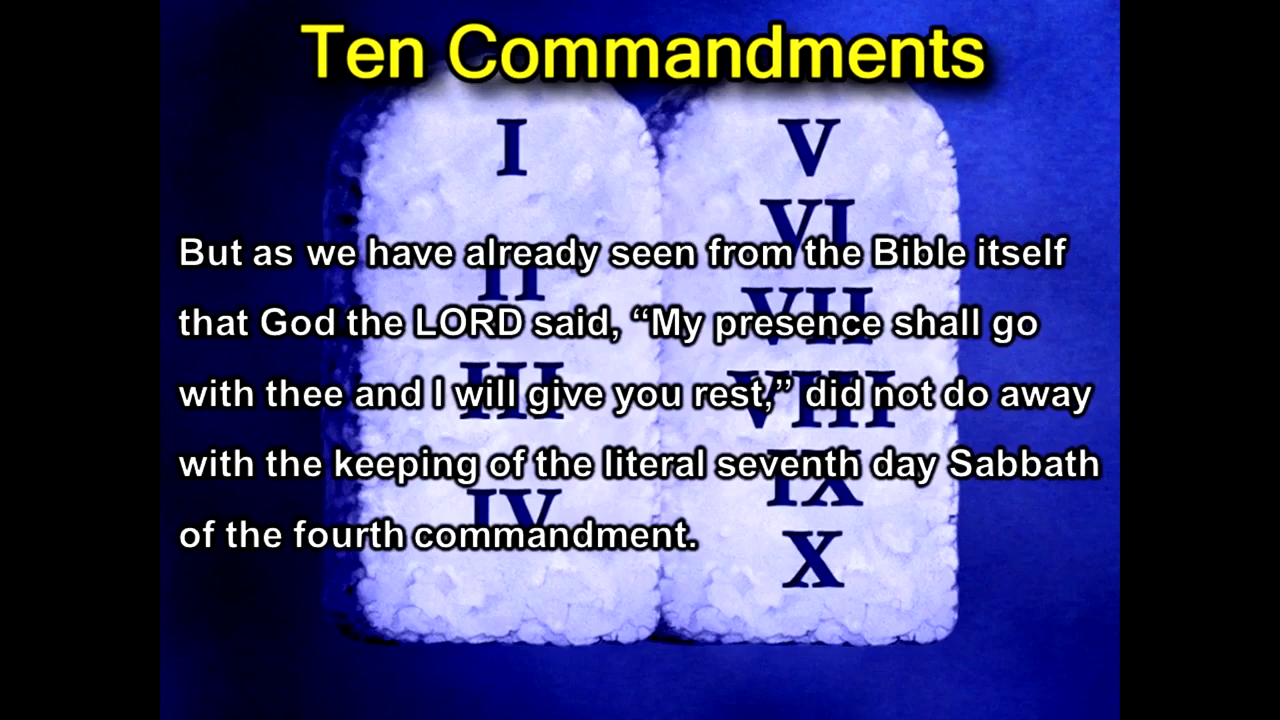 Ten Commandments
I
II
III
IV
V
VI
VII
VIII
IX
X
But as we have already seen from the Bible itself
that God the LORD said, “My presence shall go
with thee and I will give you rest,” did not do away
with the keeping of the literal seventh day Sabbath
of the fourth commandment.